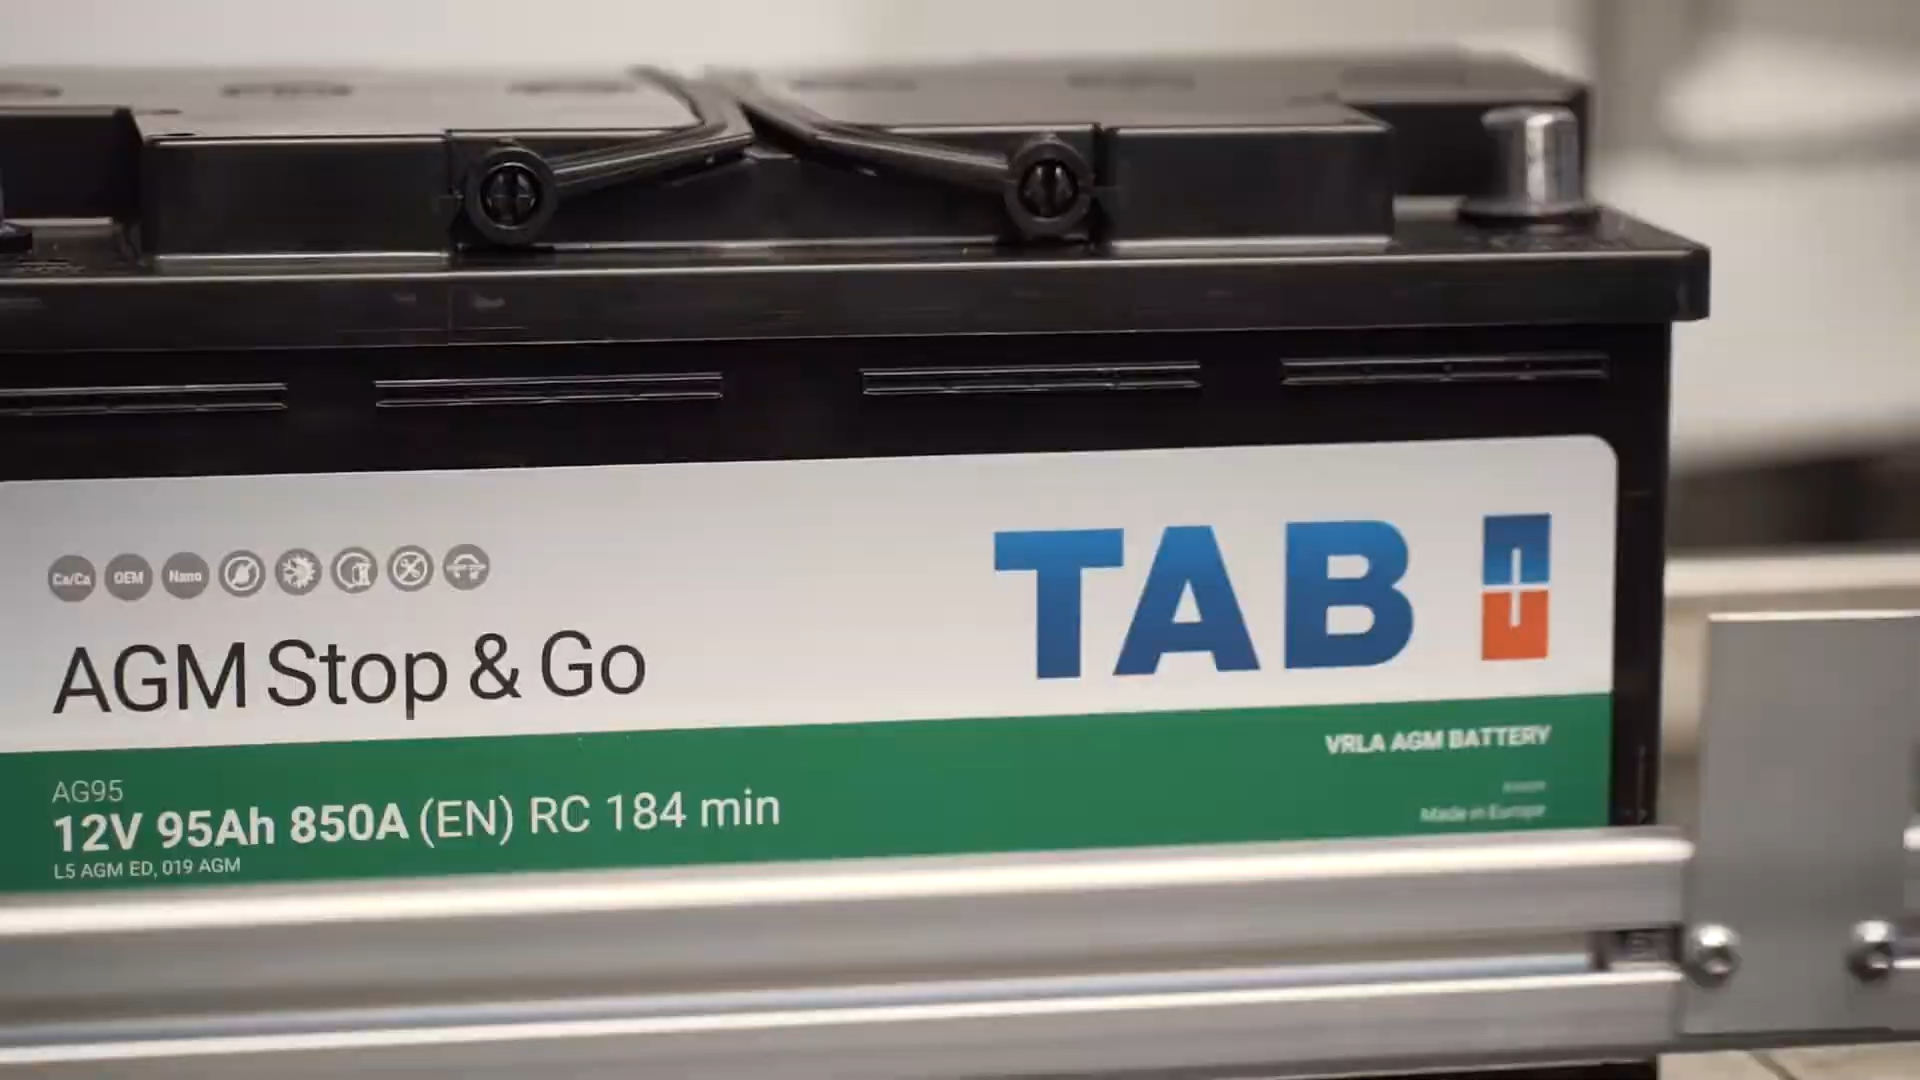 Ca/Ca OEM Nano
AGM Stop & Go
TAB
AG95
12V 95Ah 850A (EN) RC 184 min
L5 AGM ED, 019 AGM
VRLA AGM BATTERY
Made in Europe